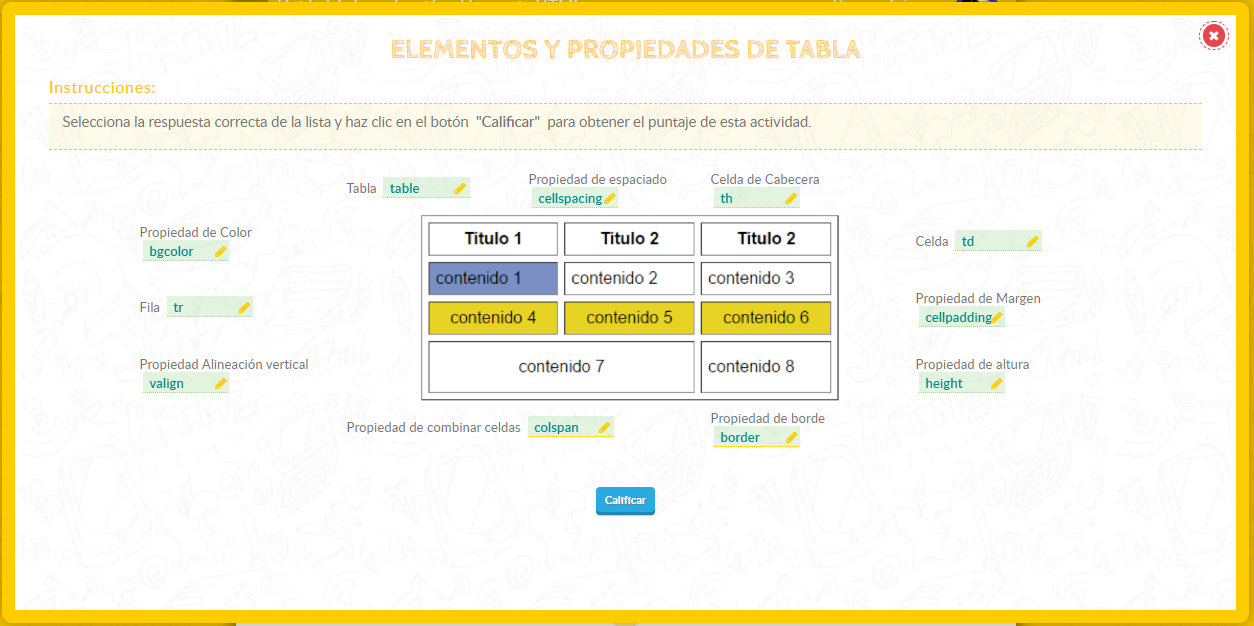 ELEMENTOS Y PROPIEDADES DE TABLA
Instrucciones:
Selecciona la respuesta correcta de la lista y haz clic en el botón "Calificar" para obtener el puntaje de esta actividad.
Tabla table
Propiedad de espaciado
cellspacing
Celda de Cabecera
th
Propiedad de Color
bgcolor
Fila tr
Propiedad Alineación vertical
valign
Titulo 1 Titulo 2 Titulo 2
contenido 1 contenido 2 contenido 3
contenido 4 contenido 5 contenido 6
contenido 7 contenido 8
Celda td
Propiedad de Margen
cellpadding
Propiedad de altura
height
Propiedad de combinar celdas colspan
Propiedad de borde
border
Calificar